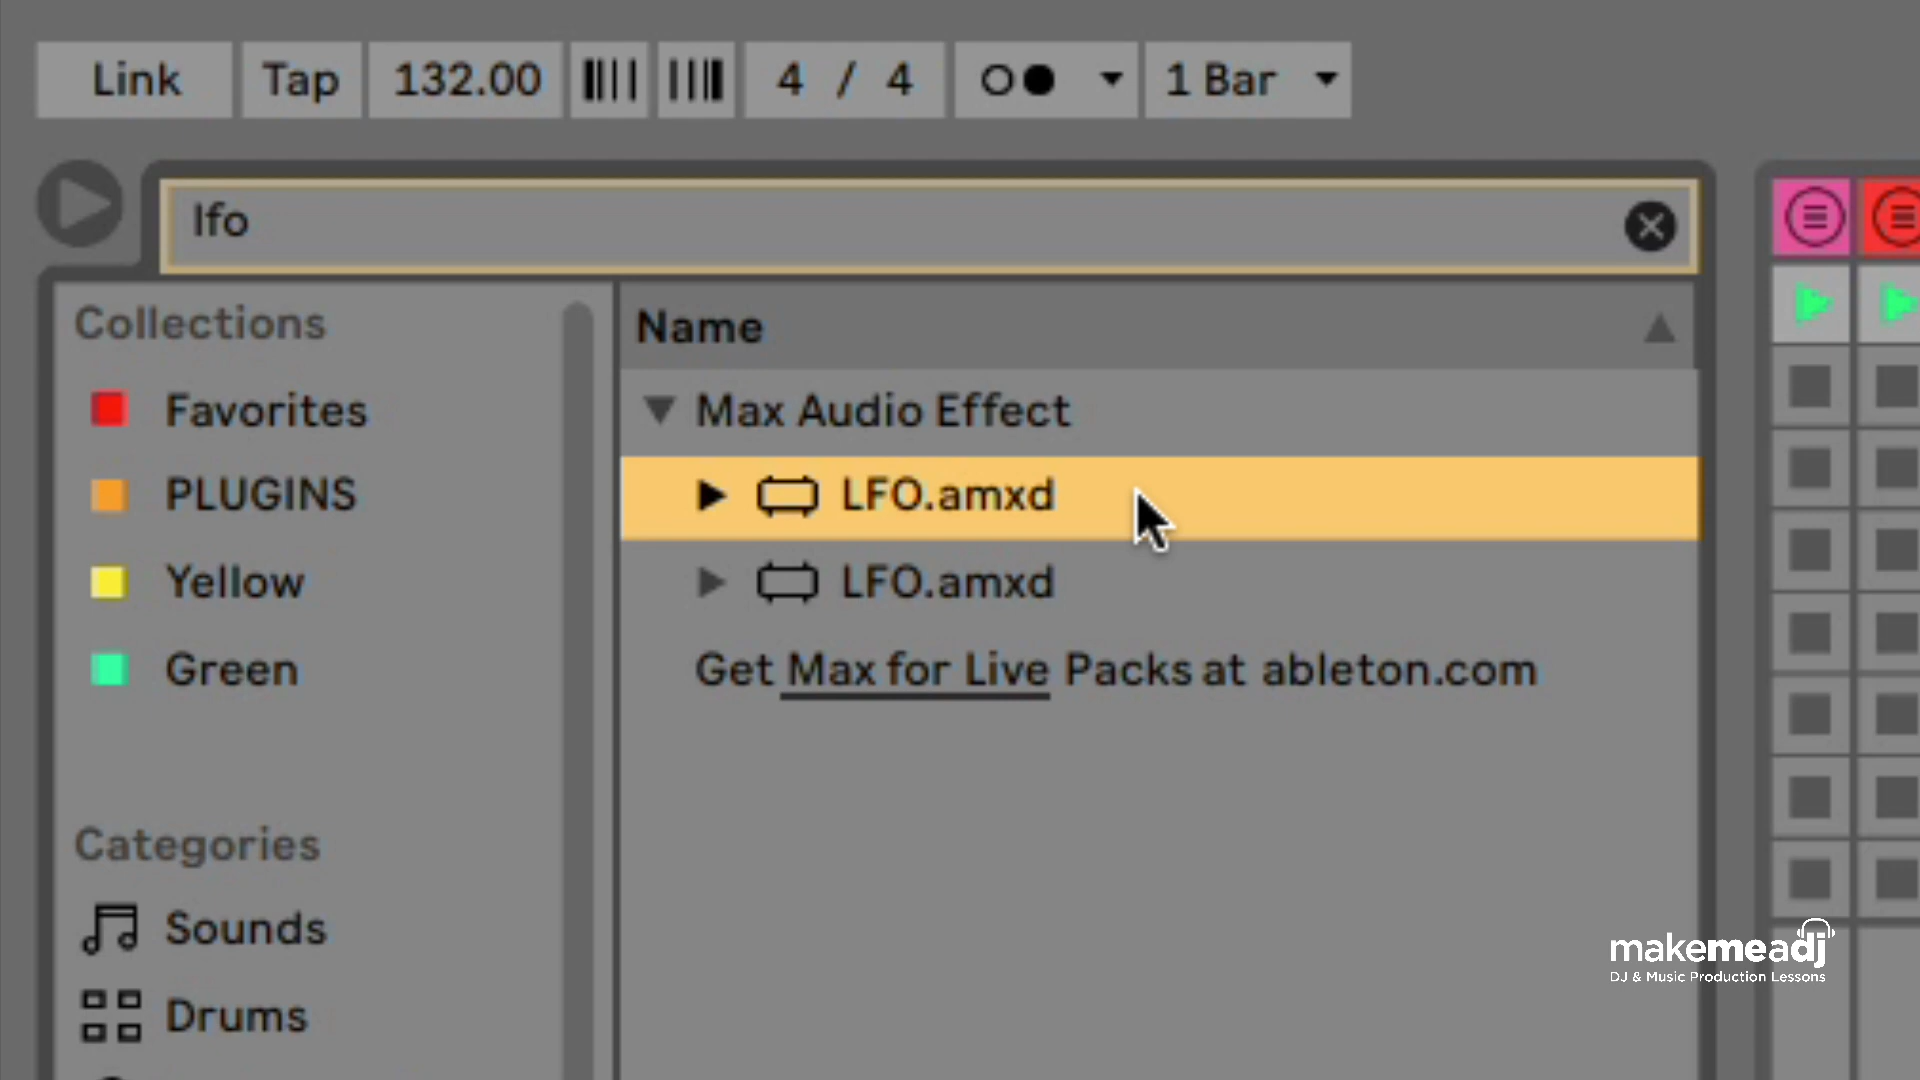 Link Tap 132.00 4 / 4 1 Bar
lfo
Collections
Name
Favorites
Max Audio Effect
PLUGINS
LFO.amxd
Yellow
LFO.amxd
Green
Get Max for Live Packs at ableton.com
Categories
Sounds
Drums
makemeadj
DJ & Music Production Lessons